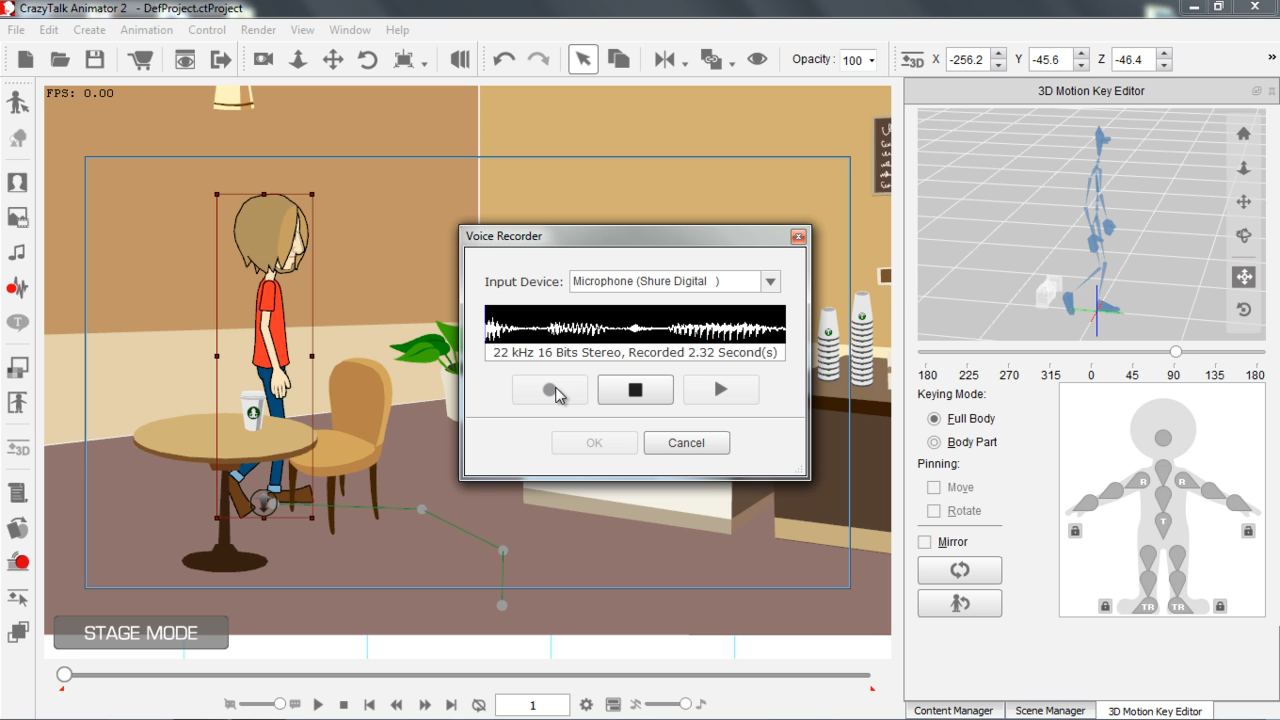 CrazyTalk Animator 2 - DefProject.ctProject
File Edit Create Animation Control Render View Window Help
Opacity : 100 3D X -256.2 Y -45.6 Z -46.4 »
FPS: 0.00
3D Motion Key Editor
Voice Recorder
Input Device: Microphone (Shure Digital )
22 kHz 16 Bits Stereo, Recorded 2.32 Second(s)
OK Cancel
180 225 270 315 0 45 90 135 180
Keying Mode:
Full Body
Body Part
Pinning:
Move
Rotate
Mirror
R R
T
TR TR
3D
STAGE MODE
1
Content Manager Scene Manager 3D Motion Key Editor